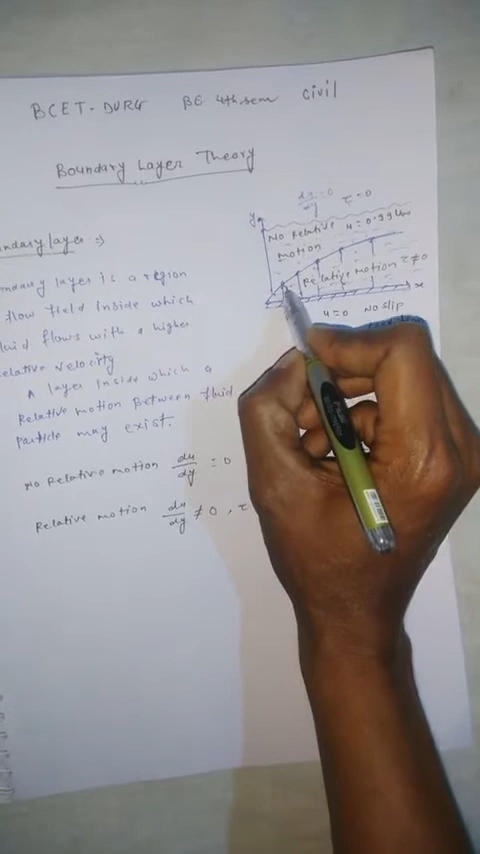 BCET-DURG BE 4th sem civil
Boundary Layer Theory
ndary layer :→
ndary layer is a region
flow field inside which
luid flows with a higher
elative velocity
A layer inside which a
Relative motion Between fluid
particle may exist.
No Relative motion du/dy = 0
Relative motion du/dy ≠ 0 , τ
du/dy = 0 τ = 0
y
No Relative u = 0.99 U∞
motion
Relative motion τ ≠ 0
x
u = 0 No slip